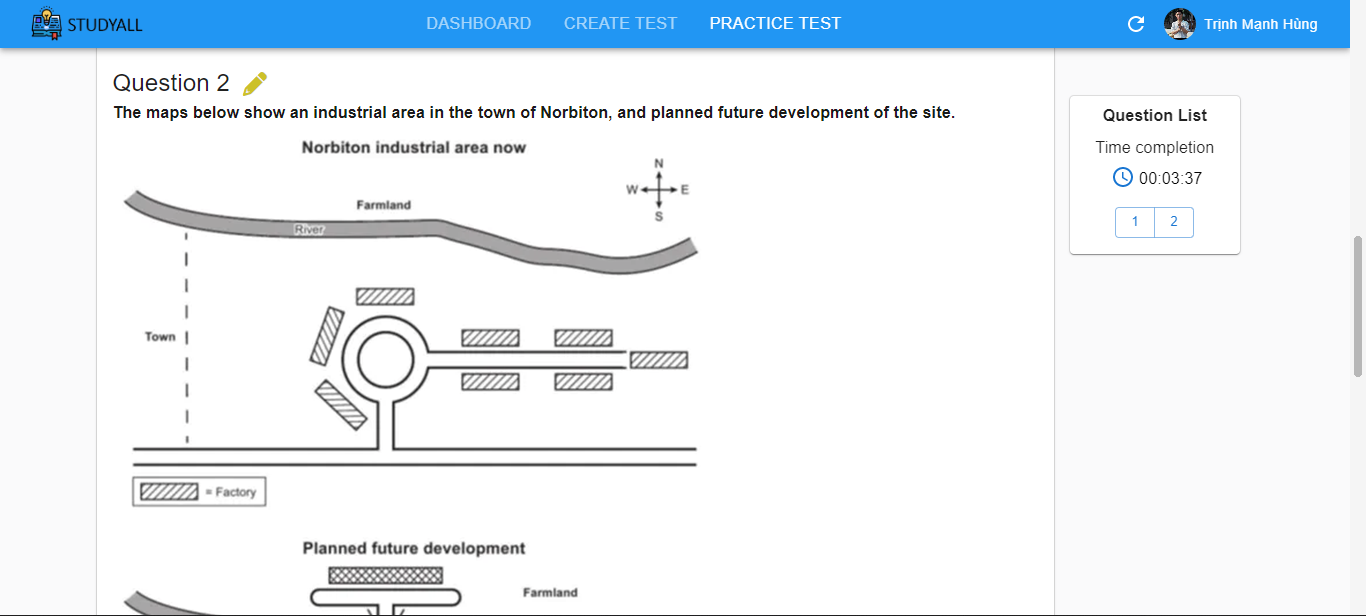 STUDYALL
DASHBOARD CREATE TEST PRACTICE TEST
Trịnh Mạnh Hùng
Question 2
The maps below show an industrial area in the town of Norbiton, and planned future development of the site.
Norbiton industrial area now
N
W E
S
Farmland
River
Town
= Factory
Planned future development
Farmland
Question List
Time completion
00:03:37
1 2